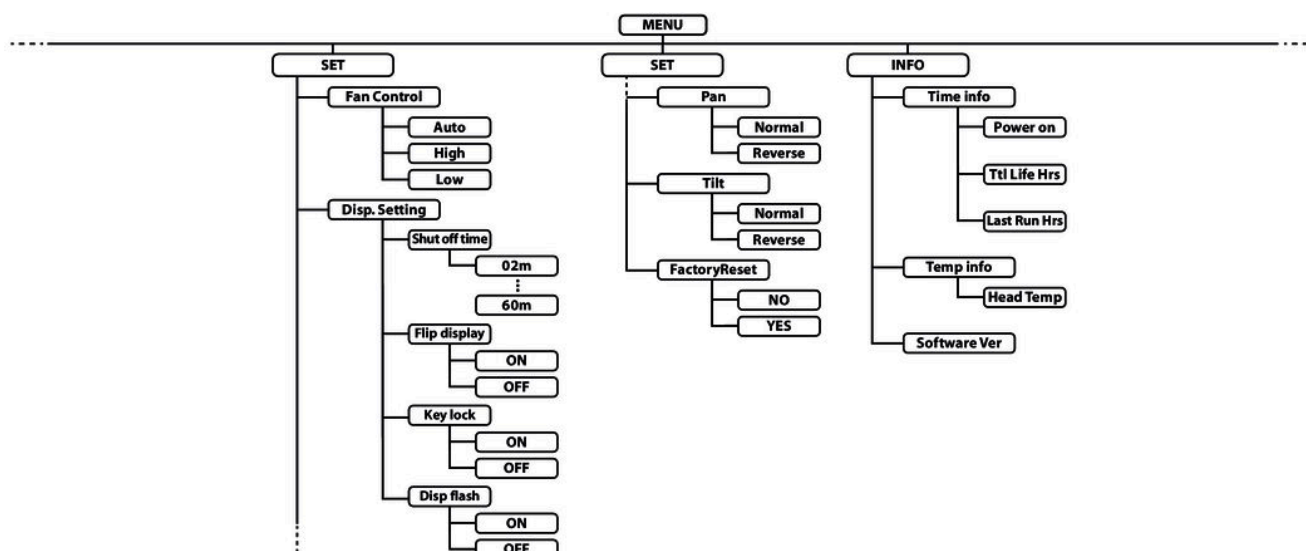 MENU
SET
Fan Control
Auto
High
Low
Disp. Setting
Shut off time
02m
60m
Flip display
ON
OFF
Key lock
ON
OFF
Disp flash
ON
OFF
SET
Pan
Normal
Reverse
Tilt
Normal
Reverse
FactoryReset
NO
YES
INFO
Time info
Power on
Ttl Life Hrs
Last Run Hrs
Temp info
Head Temp
Software Ver